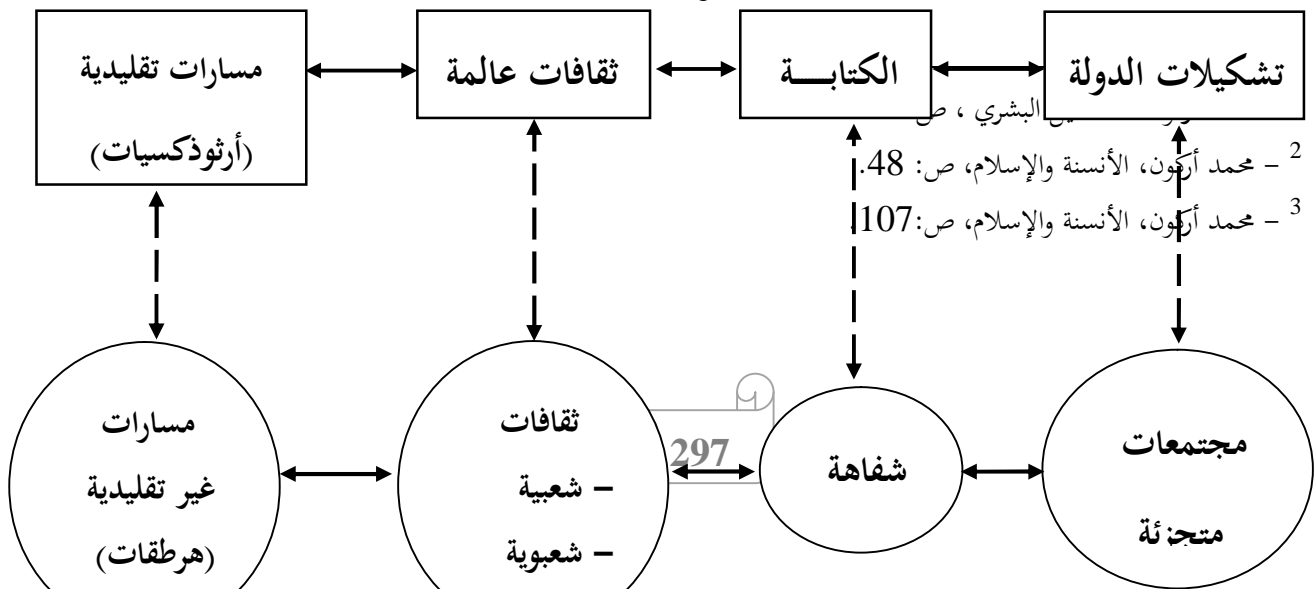 تشكيلات الدولة
الكتابـــة
ثقافات عالمة
مسارات تقليدية
(أرثوذكسيات)
البشري ، ص
2 – محمد أركون، الأنسنة والإسلام، ص: 48.
3 – محمد أركون، الأنسنة والإسلام، ص:107
مجتمعات
متجزئة
شفاهة
ثقافات
– شعبية
– شعبوية
مسارات
غير تقليدية
(هرطقات)
297